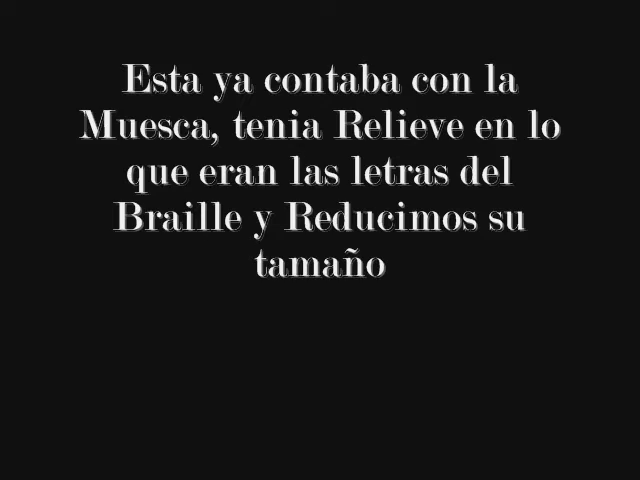 Esta ya contaba con la
Muesca, tenia Relieve en lo
que eran las letras del
Braille y Reducimos su
tamaño